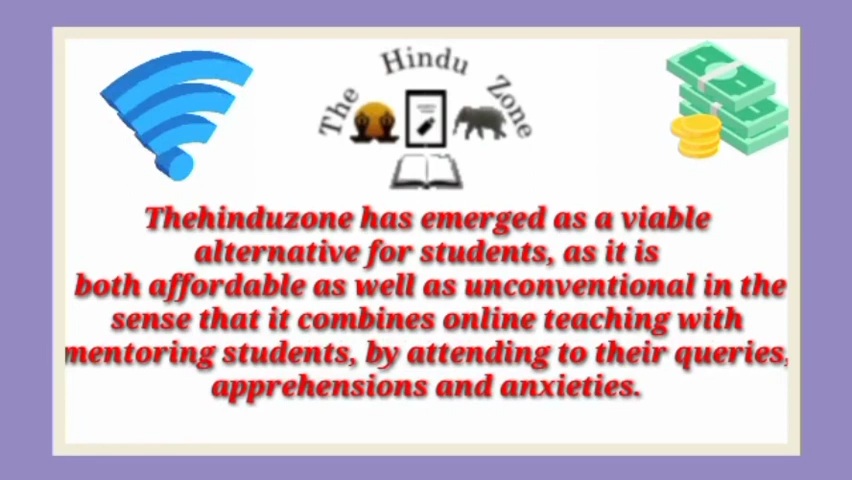 The Hindu Zone
Thehinduzone has emerged as a viable
alternative for students, as it is
both affordable as well as unconventional in the
sense that it combines online teaching with
mentoring students, by attending to their queries,
apprehensions and anxieties.